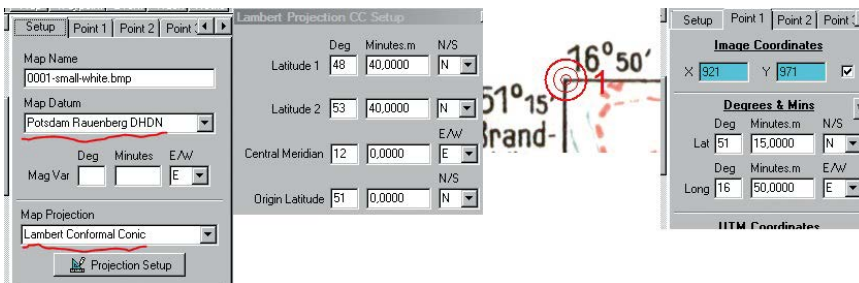 Setup Point 1 Point 2 Point
Map Name
0001-small-white.bmp
Map Datum
Potsdam Rauenberg DHDN
Deg Minutes E/W
Mag Var E
Map Projection
Lambert Conformal Conic
Projection Setup
Lambert Projection CC Setup
Deg Minutes.m N/S
Latitude 1 48 40,0000 N
Latitude 2 53 40,0000 N
E/W
Central Meridian 12 0,0000 E
N/S
Origin Latitude 51 0,0000 N
16°50′
1
51°15′
Brand-
Setup Point 1 Point 2 Point
Image Coordinates
X 921 Y 971
Degrees & Mins
Deg Minutes.m N/S
Lat 51 15,0000 N
Deg Minutes.m E/W
Long 16 50,0000 E
UTM Coordinates